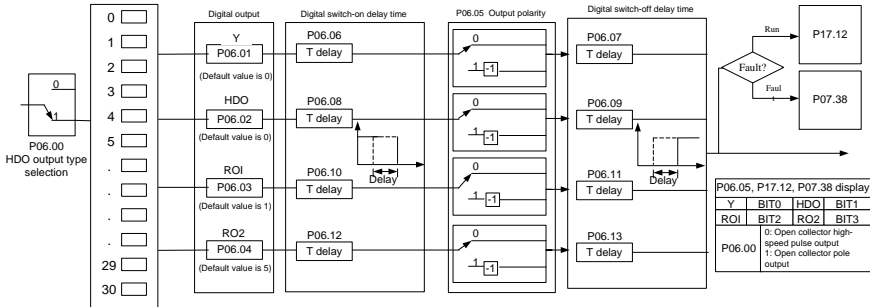 0
1
P06.00
HDO output type
selection
0
1
2
3
4
5
.
.
.
.
29
30
Digital output
Y
P06.01
(Default value is 0)
HDO
P06.02
(Default value is 0)
ROI
P06.03
(Default value is 1)
RO2
P06.04
(Default value is 5)
Digital switch-on delay time
P06.06
T delay
P06.08
T delay
Delay
P06.10
T delay
P06.12
T delay
P06.05 Output polarity
0
1 -1
0
1 -1
0
1 -1
0
1 -1
Digital switch-off delay time
P06.07
T delay
P06.09
T delay
Delay
P06.11
T delay
P06.13
T delay
Fault?
Run
P17.12
Faul
t
P07.38
P06.05, P17.12, P07.38 display
Y BIT0 HDO BIT1
ROI BIT2 RO2 BIT3
P06.00
0: Open collector high-
speed pulse output
1: Open collector pole
output